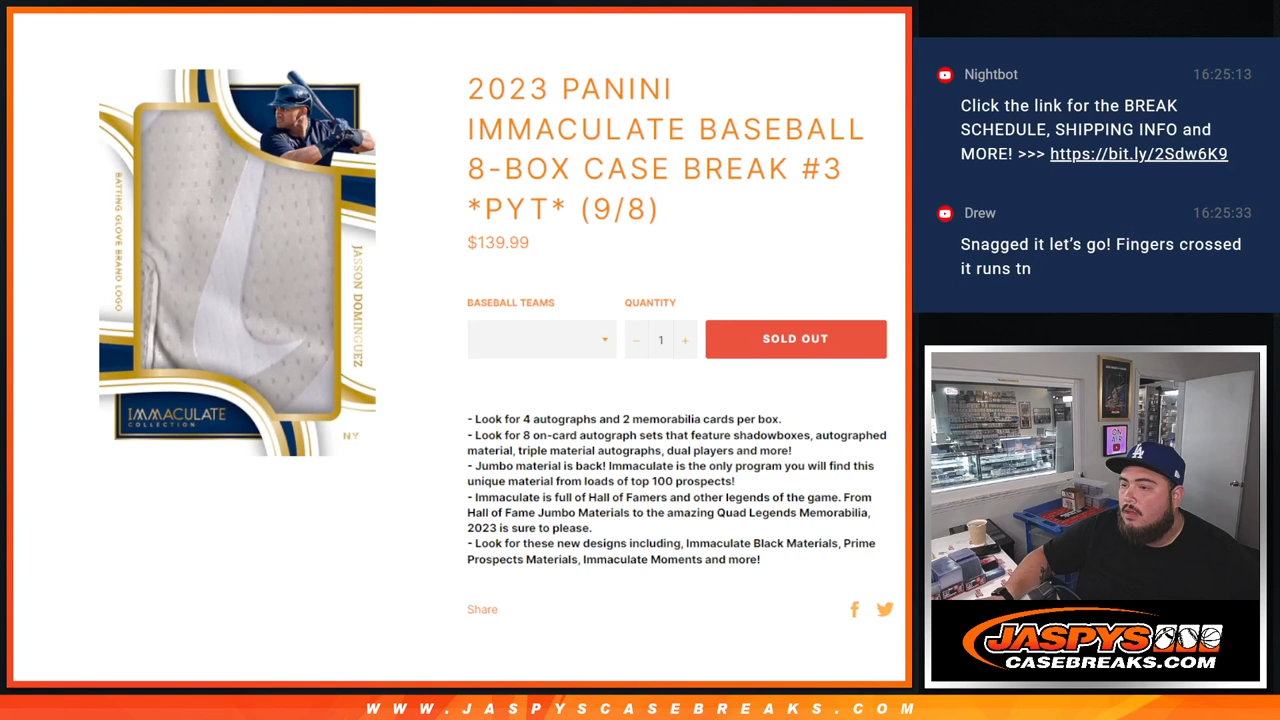 2023 PANINI
IMMACULATE BASEBALL
8-BOX CASE BREAK #3
*PYT* (9/8)
$139.99
BASEBALL TEAMS
QUANTITY
1
SOLD OUT
- Look for 4 autographs and 2 memorabilia cards per box.
- Look for 8 on-card autograph sets that feature shadowboxes, autographed
material, triple material autographs, dual players and more!
- Jumbo material is back! Immaculate is the only program you will find this
unique material from loads of top 100 prospects!
- Immaculate is full of Hall of Famers and other legends of the game. From
Hall of Fame Jumbo Materials to the amazing Quad Legends Memorabilia,
2023 is sure to please.
- Look for these new designs including, Immaculate Black Materials, Prime
Prospects Materials, Immaculate Moments and more!
Share
BATTING GLOVE BRAND LOGO
JASSON DOMINGUEZ
IMMACULATE
COLLECTION
NY
Nightbot 16:25:13
Click the link for the BREAK
SCHEDULE, SHIPPING INFO and
MORE! >>> https://bit.ly/2Sdw6K9
Drew 16:25:33
Snagged it let's go! Fingers crossed
it runs tn
ON
AIR
LA
JASPYS
CASEBREAKS.COM
WWW.JASPYSCASEBREAKS.COM